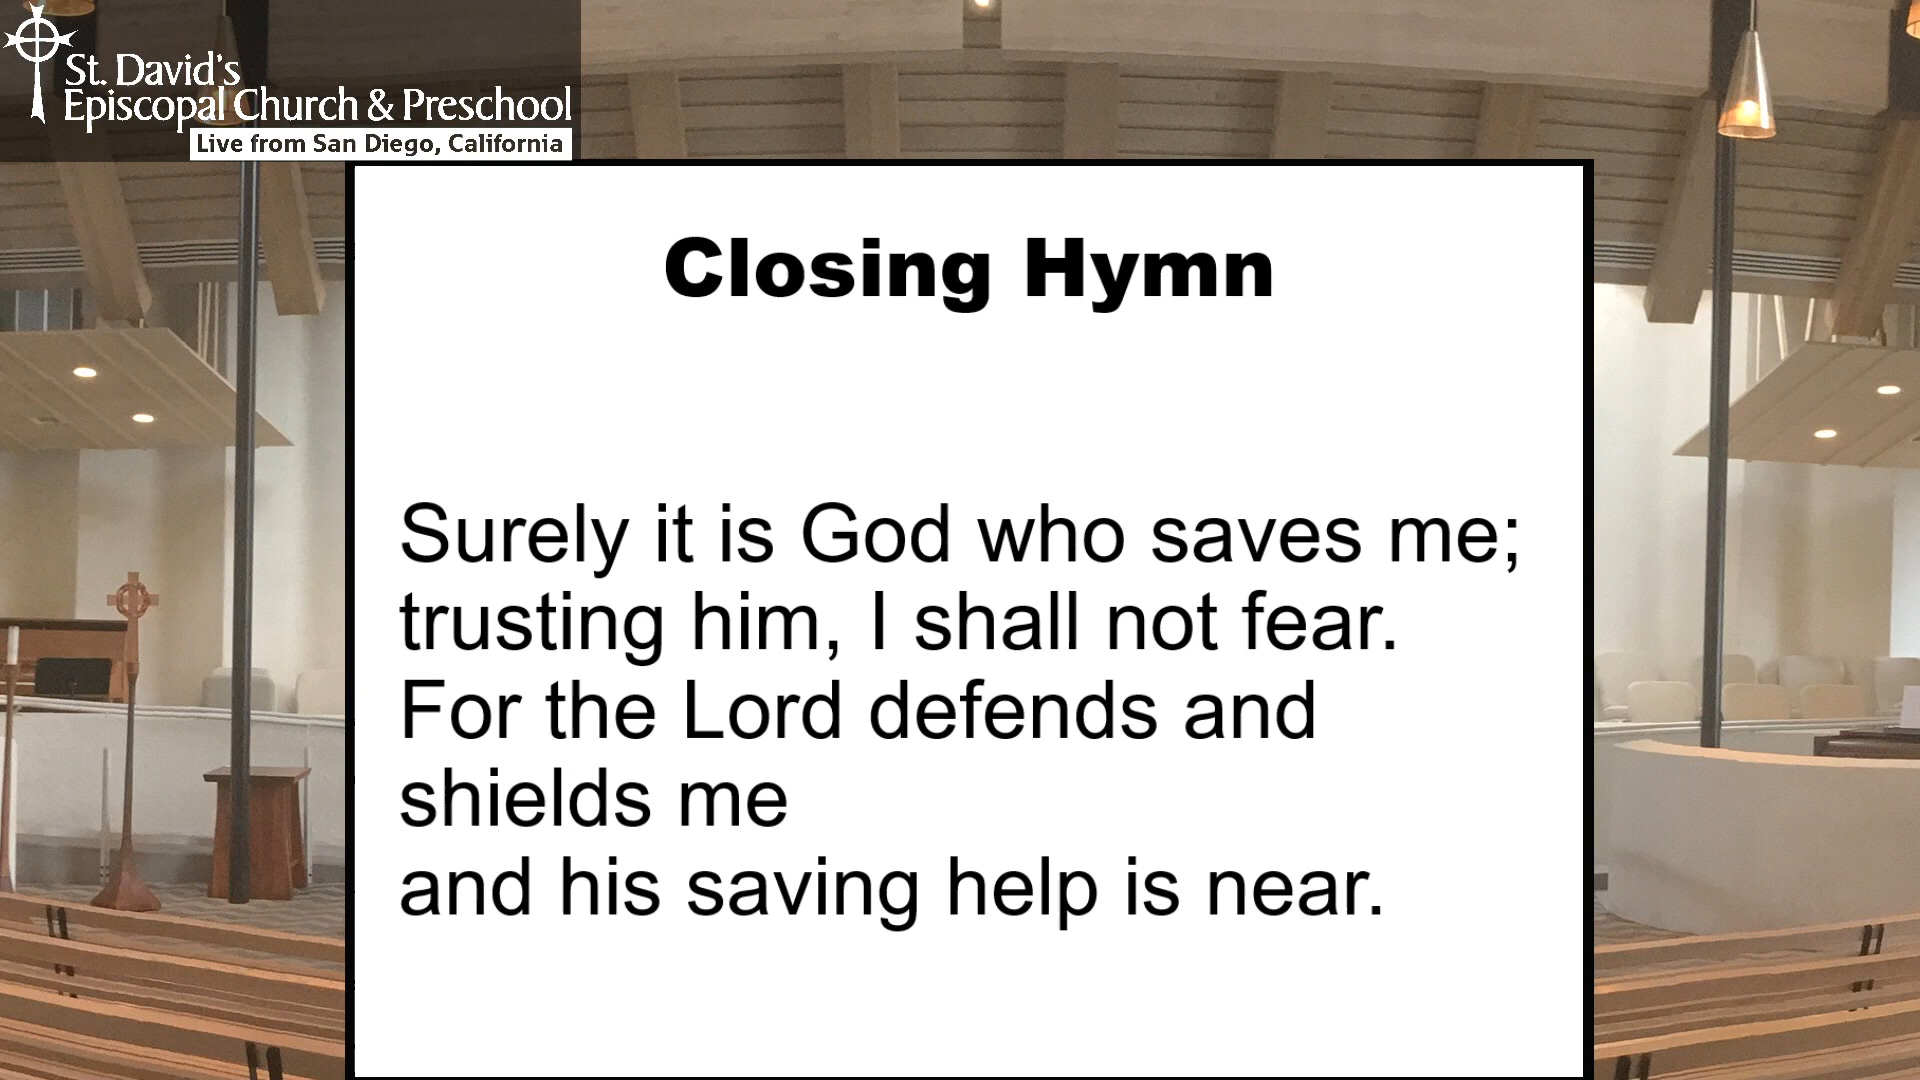 St. David's
Episcopal Church & Preschool
Live from San Diego, California
Closing Hymn
Surely it is God who saves me;
trusting him, I shall not fear.
For the Lord defends and
shields me
and his saving help is near.